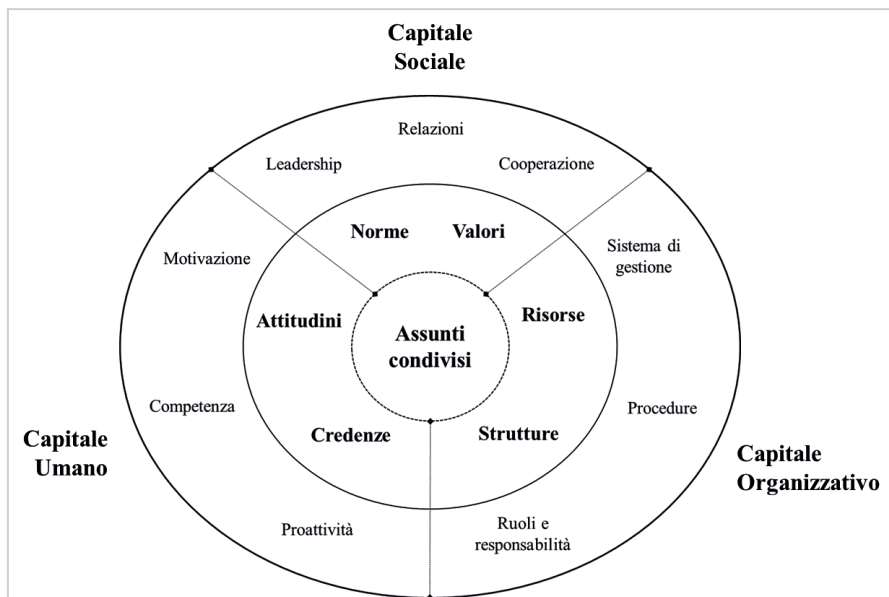 Capitale
Sociale
Relazioni
Leadership
Cooperazione
Norme
Valori
Motivazione
Sistema di
gestione
Attitudini
Risorse
Assunti
condivisi
Competenza
Procedure
Credenze
Strutture
Capitale
Umano
Capitale
Organizzativo
Proattività
Ruoli e
responsabilità